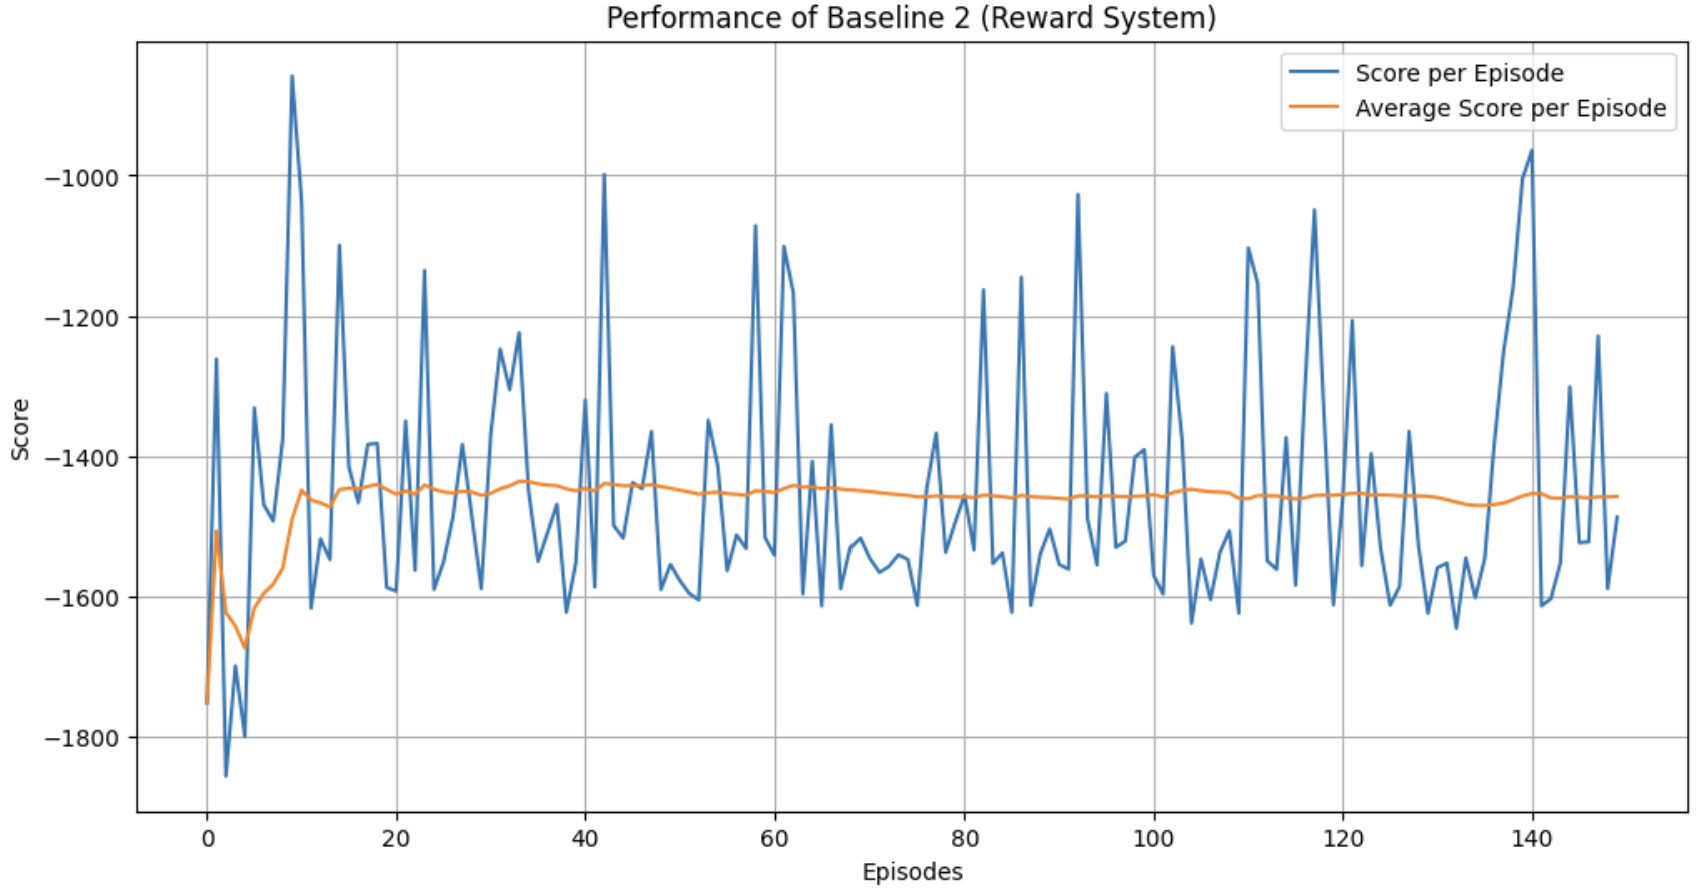 Performance of Baseline 2 (Reward System)
Score per Episode
Average Score per Episode
−1000
−1200
−1400
−1600
−1800
Score
0 20 40 60 80 100 120 140
Episodes